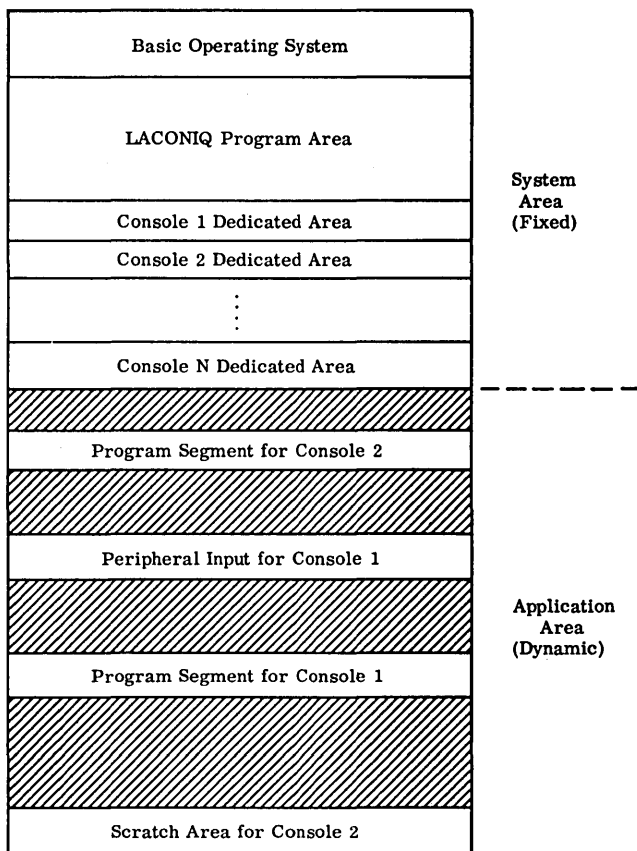 Basic Operating System
LACONIQ Program Area
Console 1 Dedicated Area
Console 2 Dedicated Area
Console N Dedicated Area
System
Area
(Fixed)
Program Segment for Console 2
Peripheral Input for Console 1
Program Segment for Console 1
Scratch Area for Console 2
Application
Area
(Dynamic)